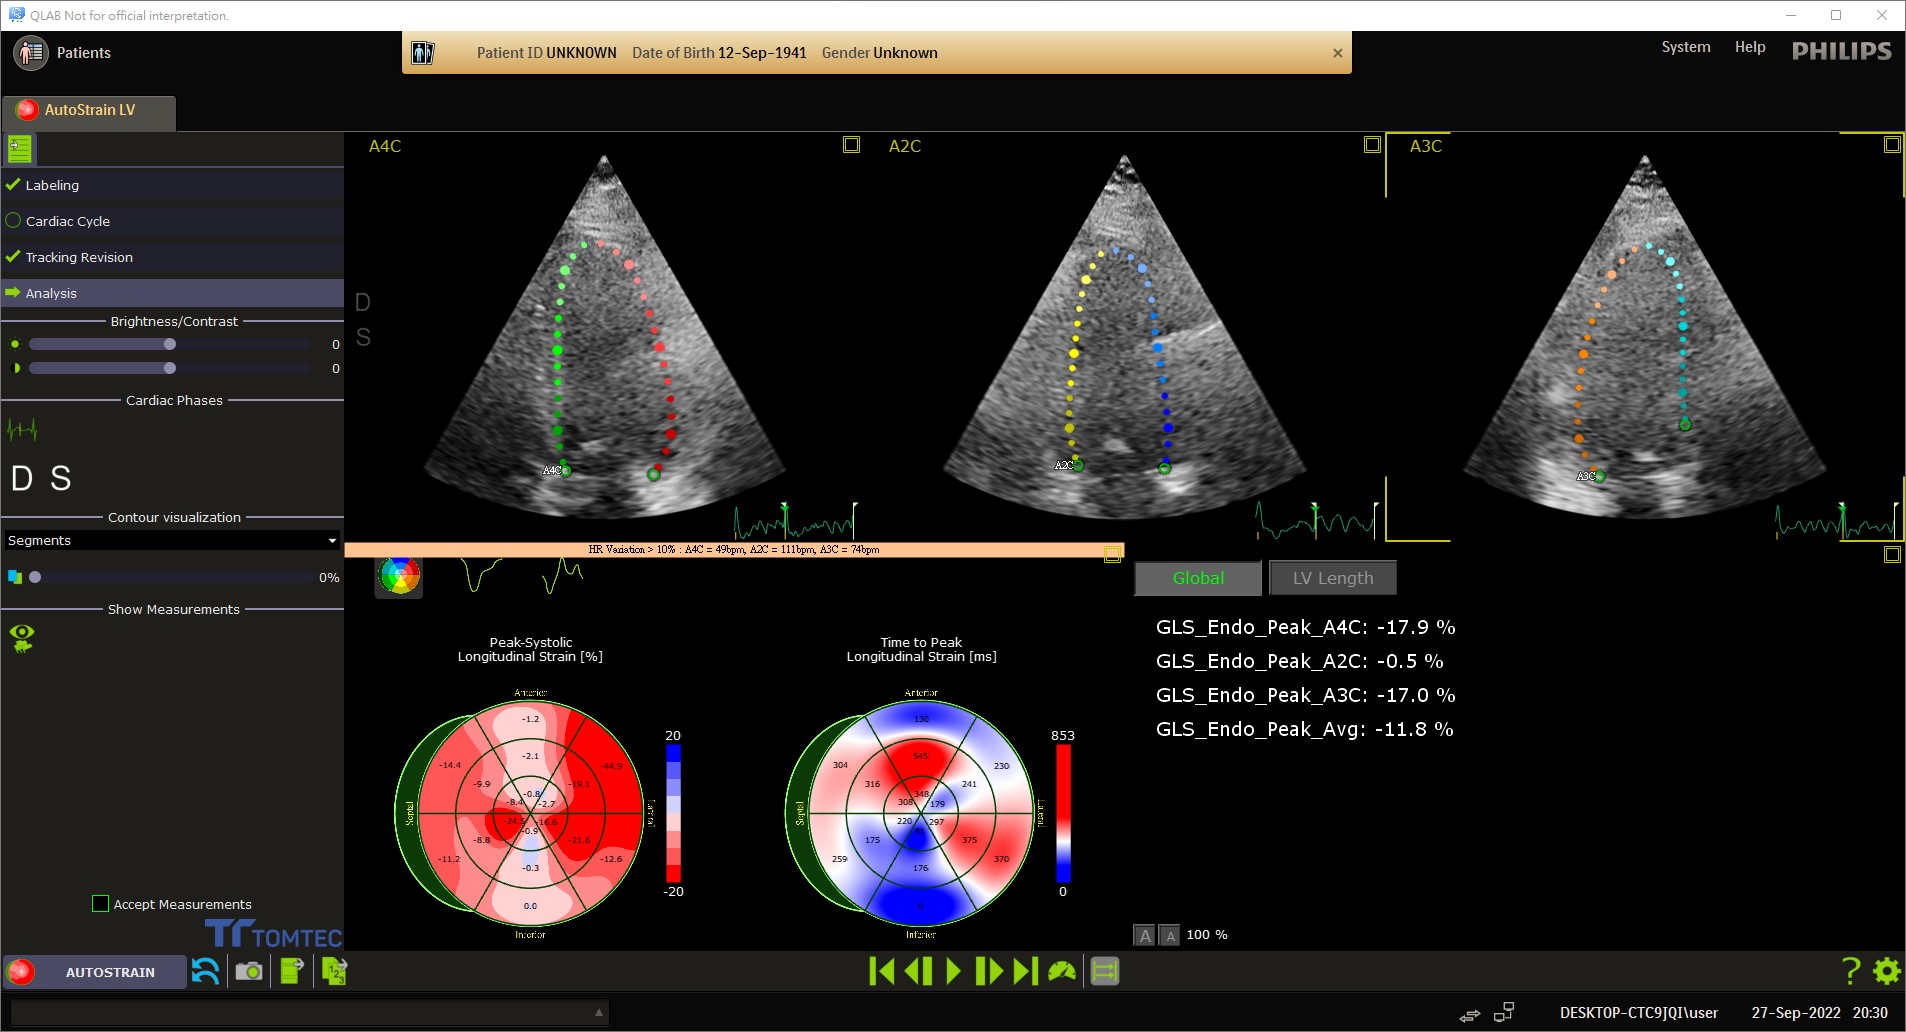 QLAB Not for official interpretation.
Patients
Patient ID UNKNOWN Date of Birth 12-Sep-1941 Gender Unknown
System Help PHILIPS
AutoStrain LV
A4C
A2C
A3C
Labeling
Cardiac Cycle
Tracking Revision
Analysis
Brightness/Contrast
0
0
Cardiac Phases
D S
Contour visualization
Segments
0%
Show Measurements
Accept Measurements
TOMTEC
D
S
A4C
A2C
A3C
HR Variation > 10% : A4C = 49bpm, A2C = 111bpm, A3C = 74bpm
Peak-Systolic
Longitudinal Strain [%]
Anterior
-1.2
-14.4
-2.1
-44.9
-9.9
-19.1
-0.8
-8.4
-2.7
Septal
Lateral
-24.5
-16.6
-0.9
-8.8
-21.6
-11.2
-12.6
-0.3
0.0
Inferior
20
-20
Time to Peak
Longitudinal Strain [ms]
Anterior
130
304
545
230
316
241
348
308
179
Septal
Lateral
220
297
175
375
259
370
176
0
Inferior
853
0
Global
LV Length
GLS_Endo_Peak_A4C: -17.9 %
GLS_Endo_Peak_A2C: -0.5 %
GLS_Endo_Peak_A3C: -17.0 %
GLS_Endo_Peak_Avg: -11.8 %
A A 100 %
AUTOSTRAIN
DESKTOP-CTC9JQI\user 27-Sep-2022 20:30